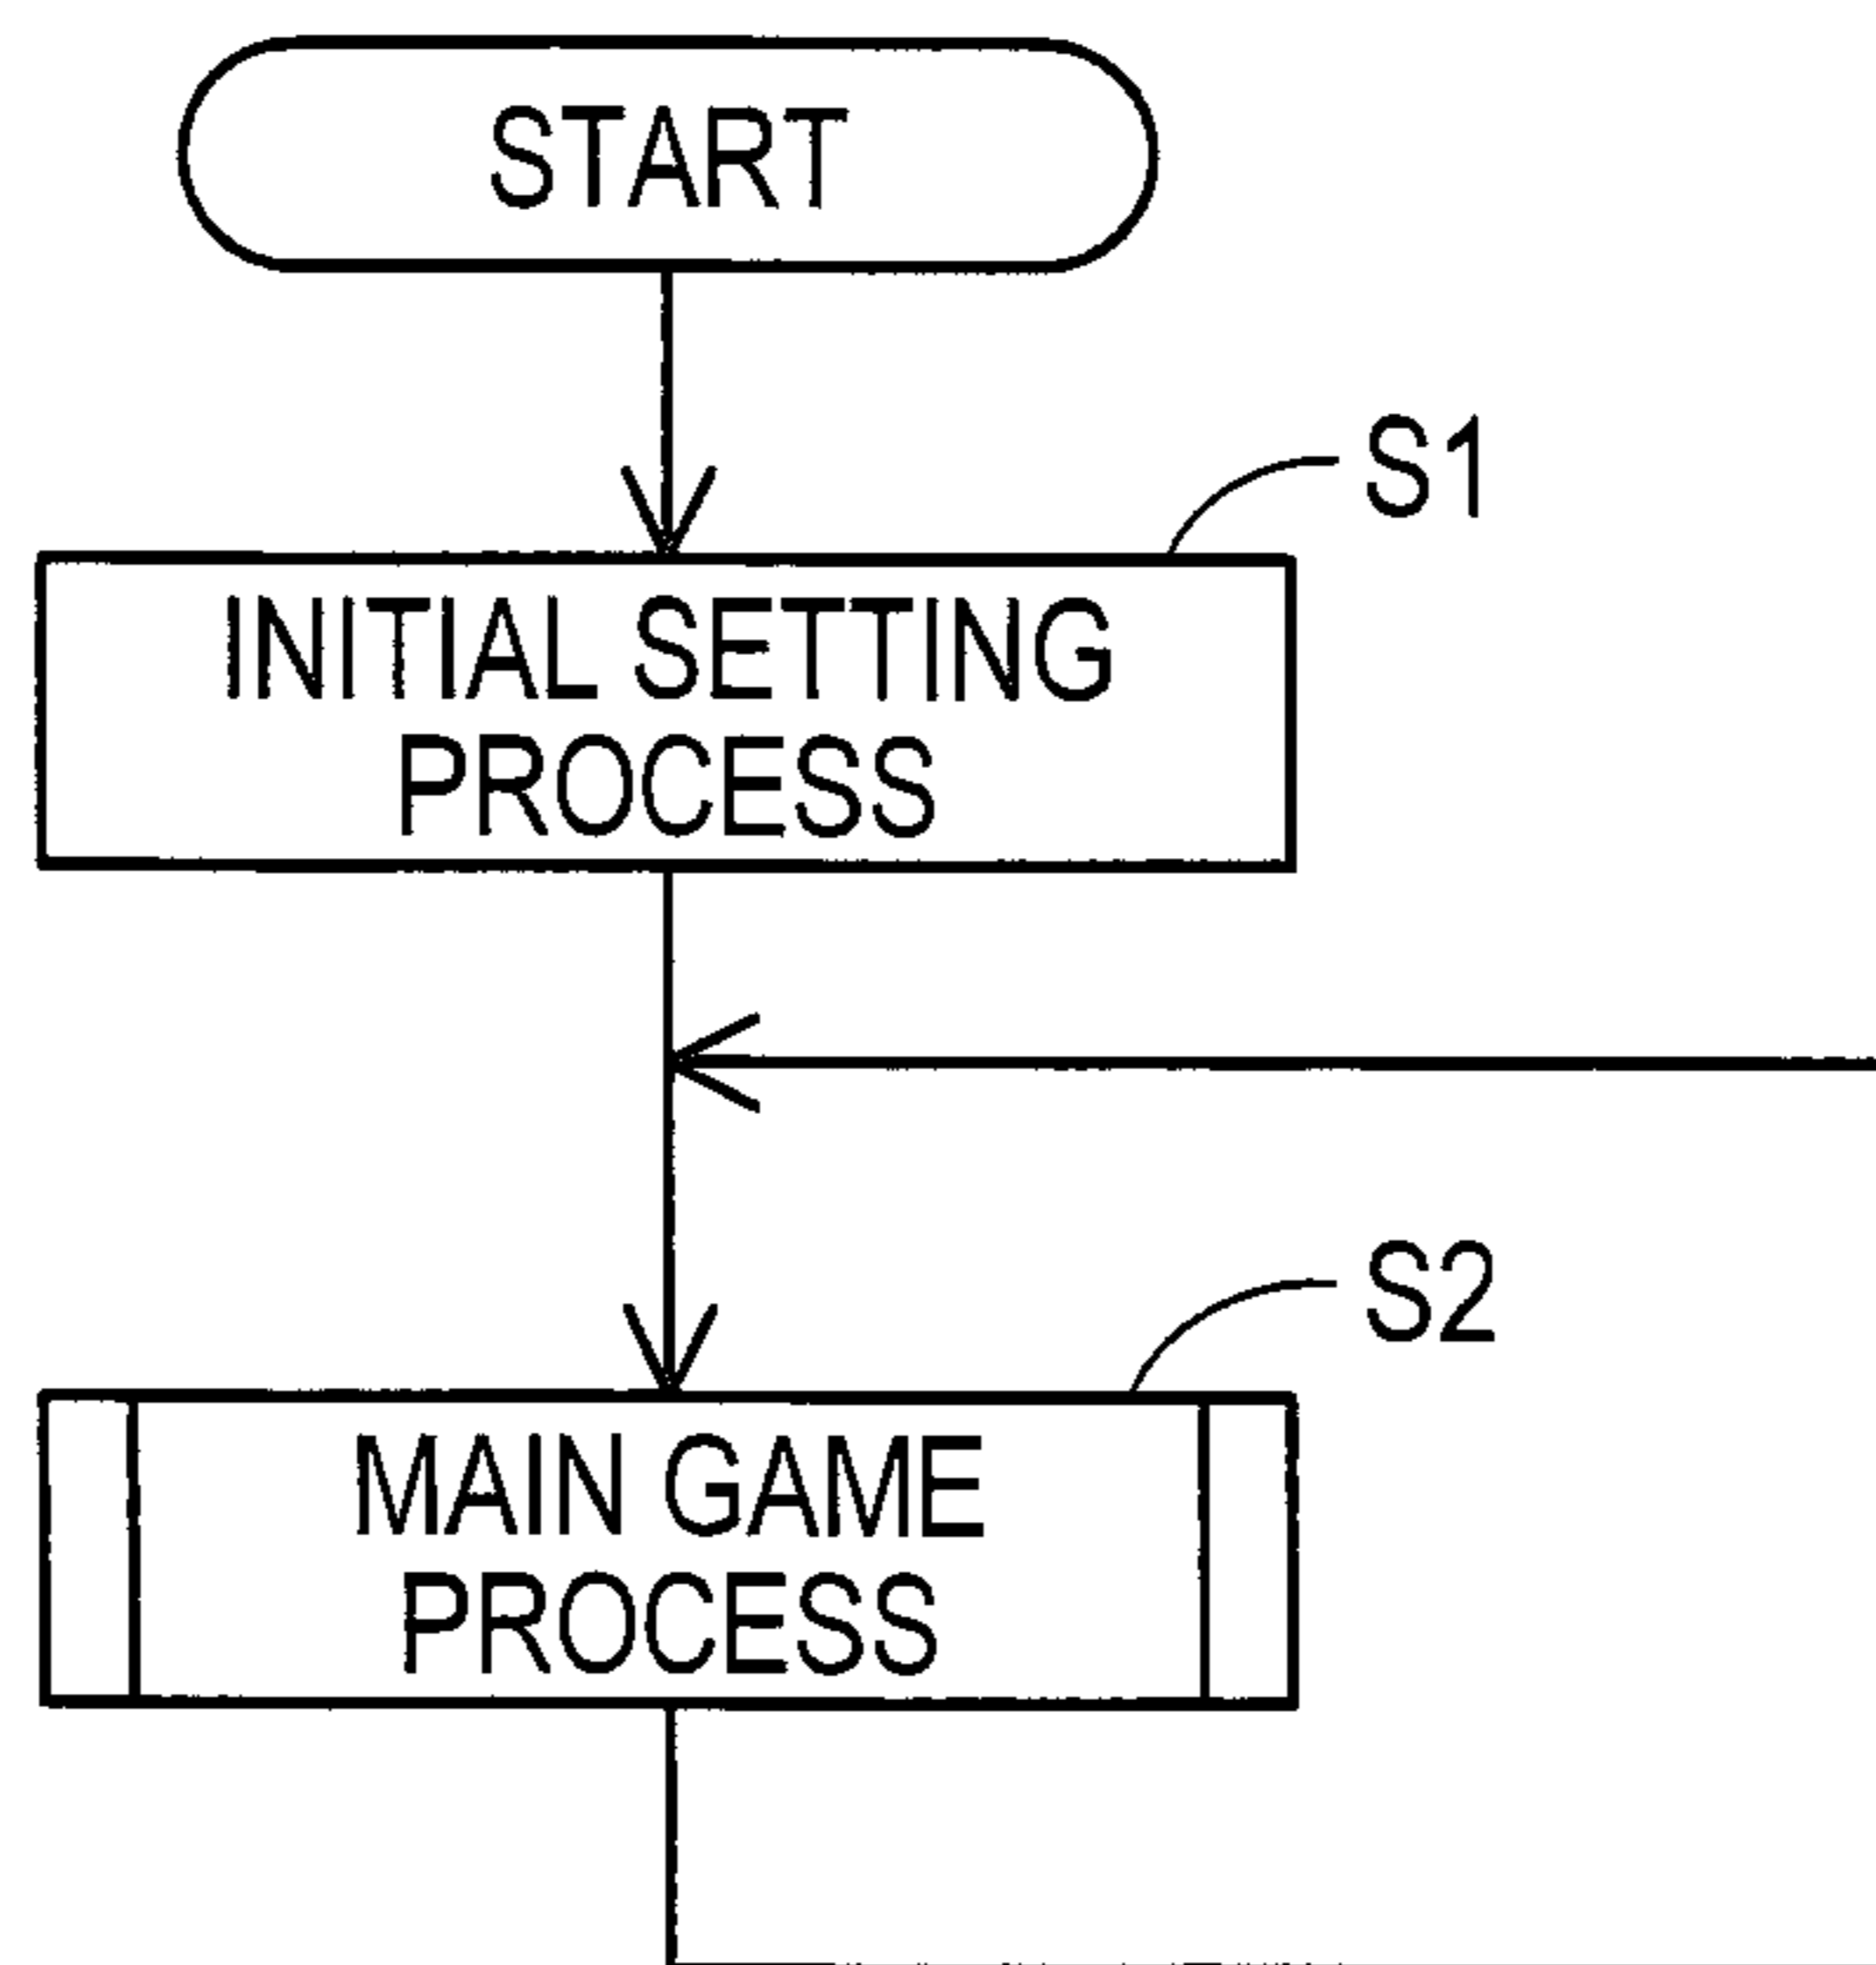 START
S1
INITIAL SETTING
PROCESS
S2
MAIN GAME
PROCESS